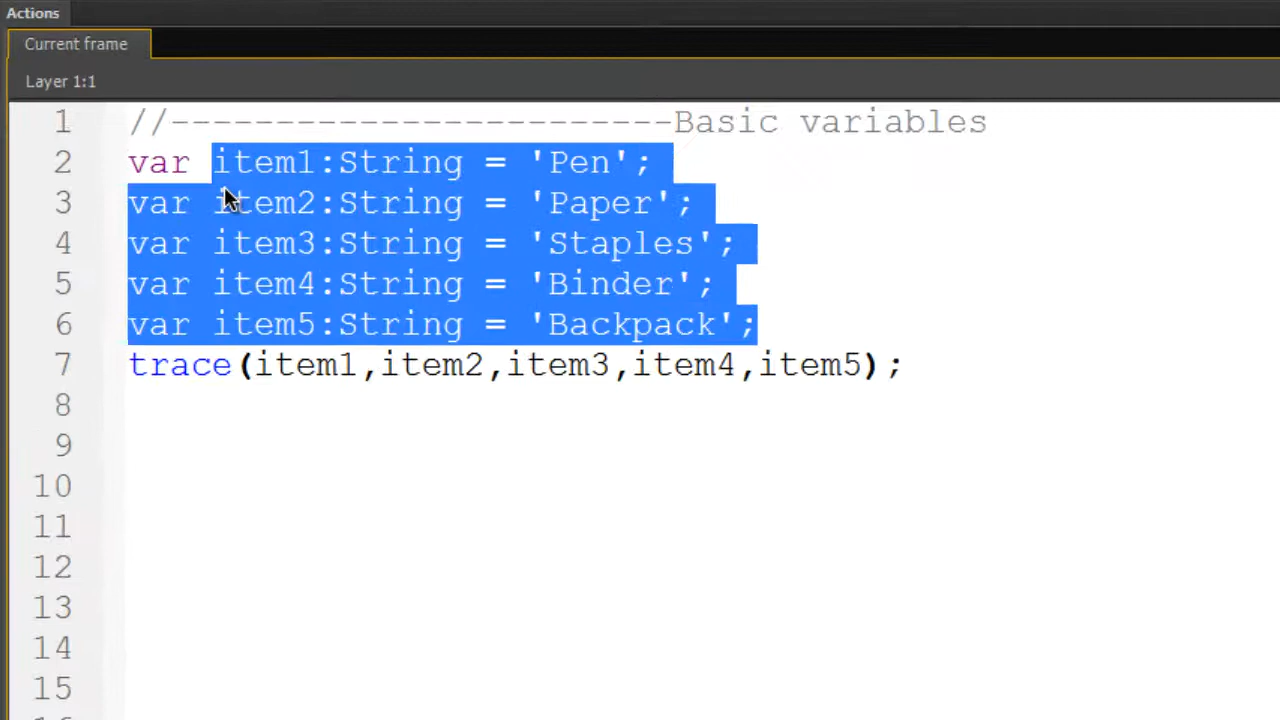 Actions
Current frame
Layer 1:1
1 //------------------------Basic variables
2 var item1:String = 'Pen';
3 var item2:String = 'Paper';
4 var item3:String = 'Staples';
5 var item4:String = 'Binder';
6 var item5:String = 'Backpack';
7 trace(item1,item2,item3,item4,item5);
8
9
10
11
12
13
14
15